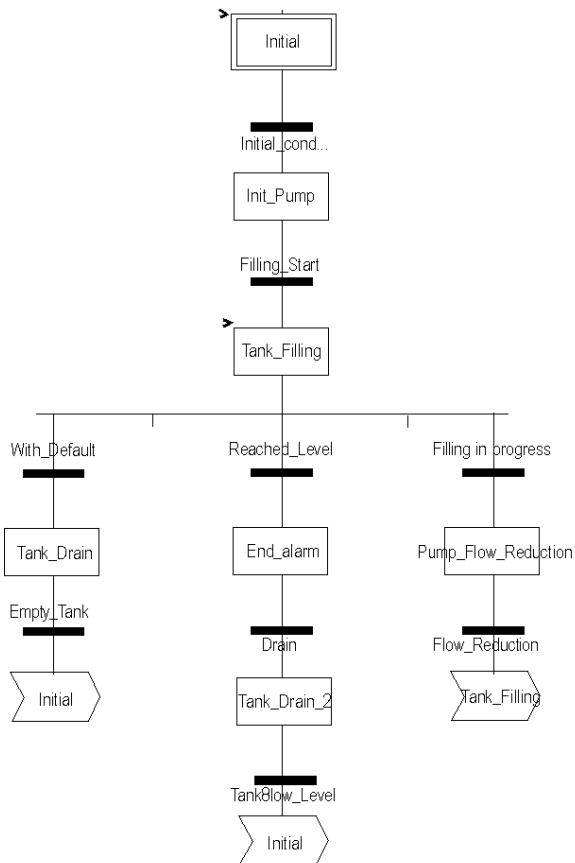 Initial
Initial_cond...
Init_Pump
Filling_Start
Tank_Filling
With_Default
Reached_Level
Filling in progress
Tank_Drain
End_alarm
Pump_Flow_Reduction
Empty_Tank
Drain
Flow_Reduction
Initial
Tank_Drain_2
Tank_Filling
Initial